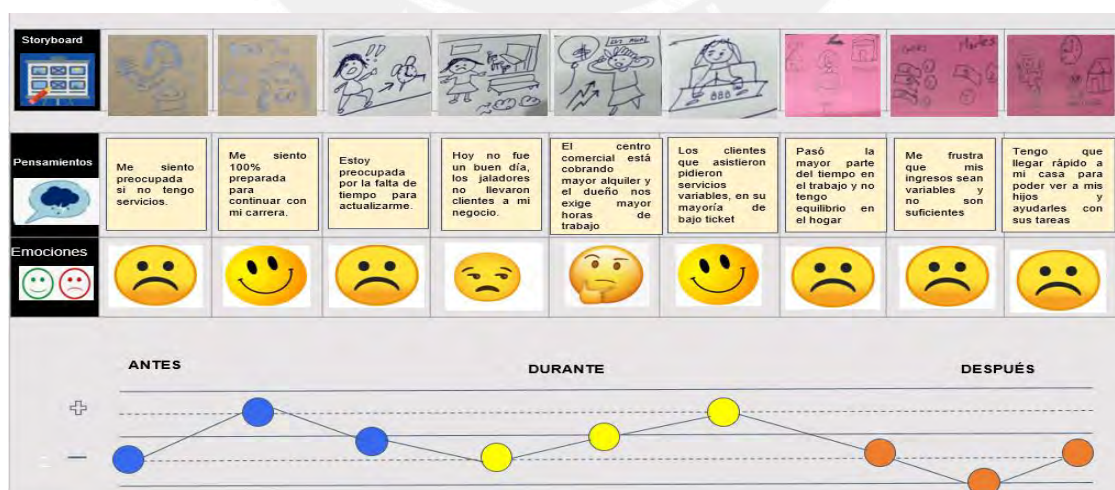 Storyboard
Pensamientos
Me siento
preocupada
si no tengo
servicios.
Me siento
100%
preparada
para
continuar con
mi carrera.
Estoy
preocupada
por la falta de
tiempo para
actualizarme.
Hoy no fue
un buen día,
los jaladores
no llevaron
clientes a mi
negocio.
El centro
comercial está
cobrando
mayor alquiler y
el dueño nos
exige mayor
horas de
trabajo
Los clientes
que asistieron
pidieron
servicios
variables, en su
mayoría de
bajo ticket
Pasó la
mayor parte
del tiempo en
el trabajo y no
tengo
equilibrio en
el hogar
Me frustra
que mis
ingresos sean
variables y
no son
suficientes
Tengo que
llegar rápido a
mi casa para
poder ver a mis
hijos y
ayudarles con
sus tareas
Emociones
ANTES
DURANTE
DESPUÉS